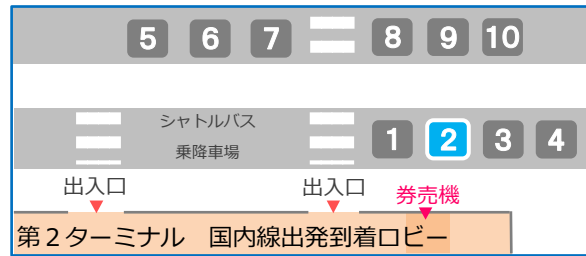 5 6 7 8 9 10
シャトルバス
乗降車場
1 2 3 4
出入口 出入口 券売機
第2ターミナル 国内線出発到着ロビー